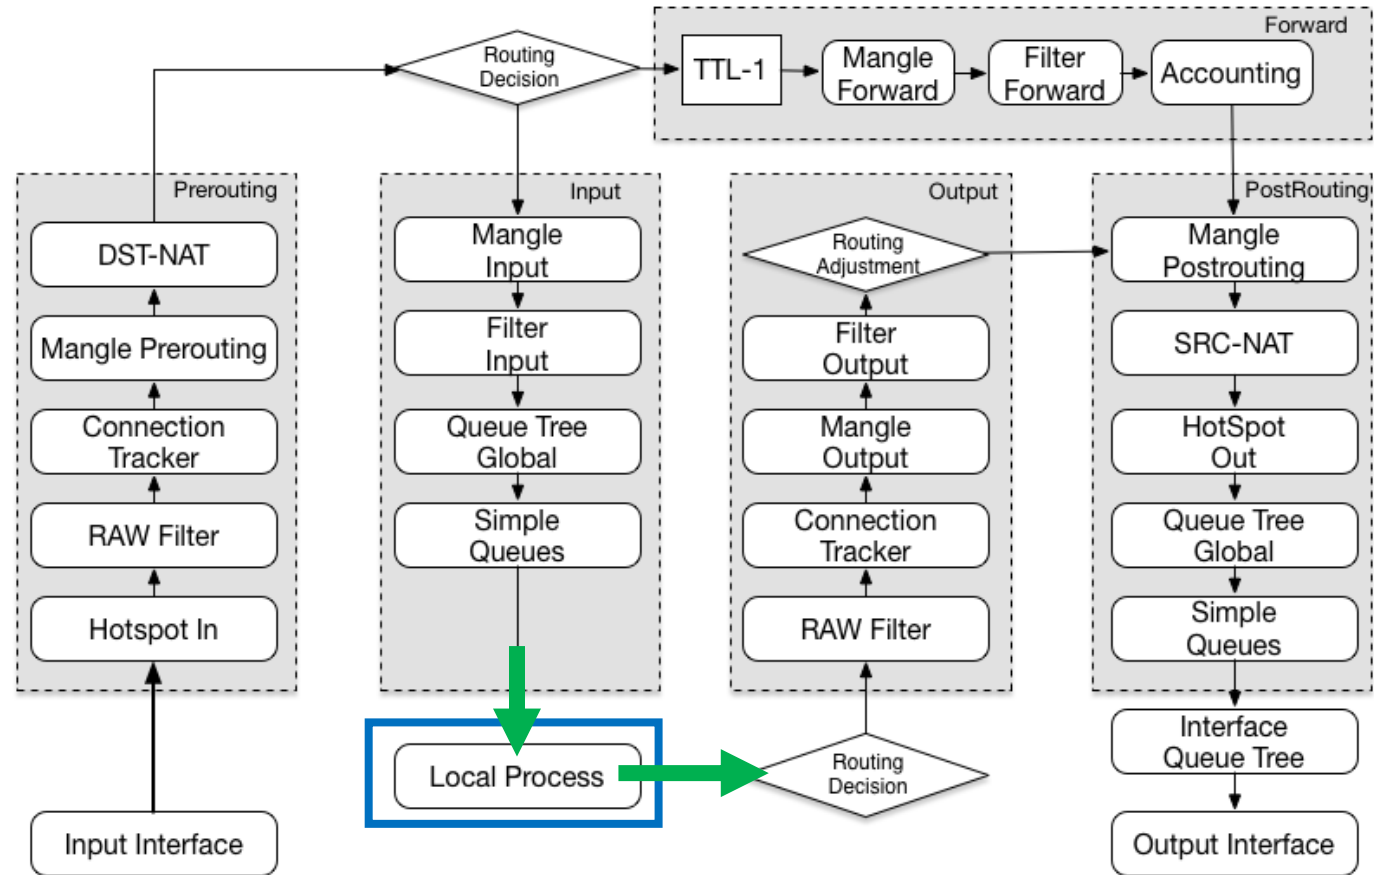 Forward
Routing
Decision
TTL-1
Mangle
Forward
Filter
Forward
Accounting
Prerouting
DST-NAT
Mangle Prerouting
Connection
Tracker
RAW Filter
Hotspot In
Input Interface
Input
Mangle
Input
Filter
Input
Queue Tree
Global
Simple
Queues
Local Process
Output
Routing
Adjustment
Filter
Output
Mangle
Output
Connection
Tracker
RAW Filter
Routing
Decision
PostRouting
Mangle
Postrouting
SRC-NAT
HotSpot
Out
Queue Tree
Global
Simple
Queues
Interface
Queue Tree
Output Interface